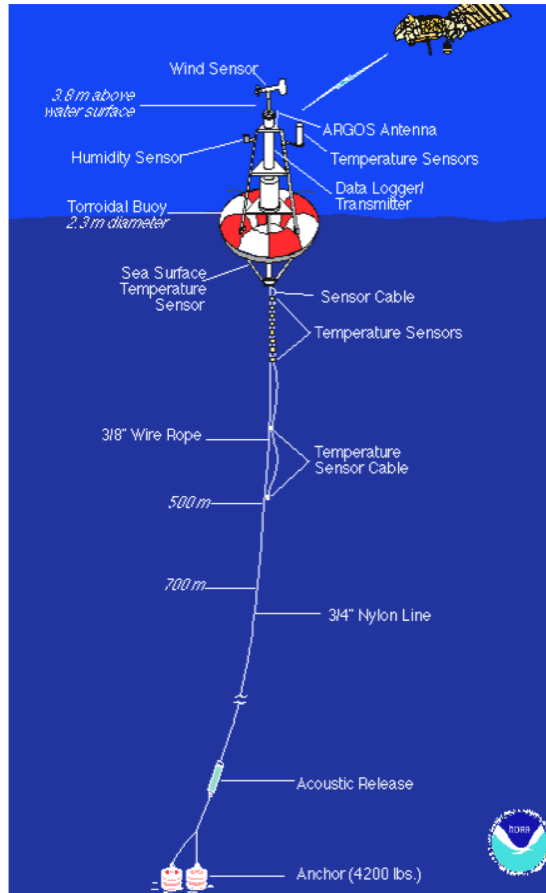 Wind Sensor
3.8 m above
water surface
ARGOS Antenna
Humidity Sensor
Temperature Sensors
Data Logger/
Transmitter
Torroidal Buoy
2.3 m diameter
Sea Surface
Temperature
Sensor
Sensor Cable
Temperature Sensors
3/8" Wire Rope
Temperature
Sensor Cable
500 m
700 m
3/4" Nylon Line
Acoustic Release
Anchor (4200 lbs.)
noaa